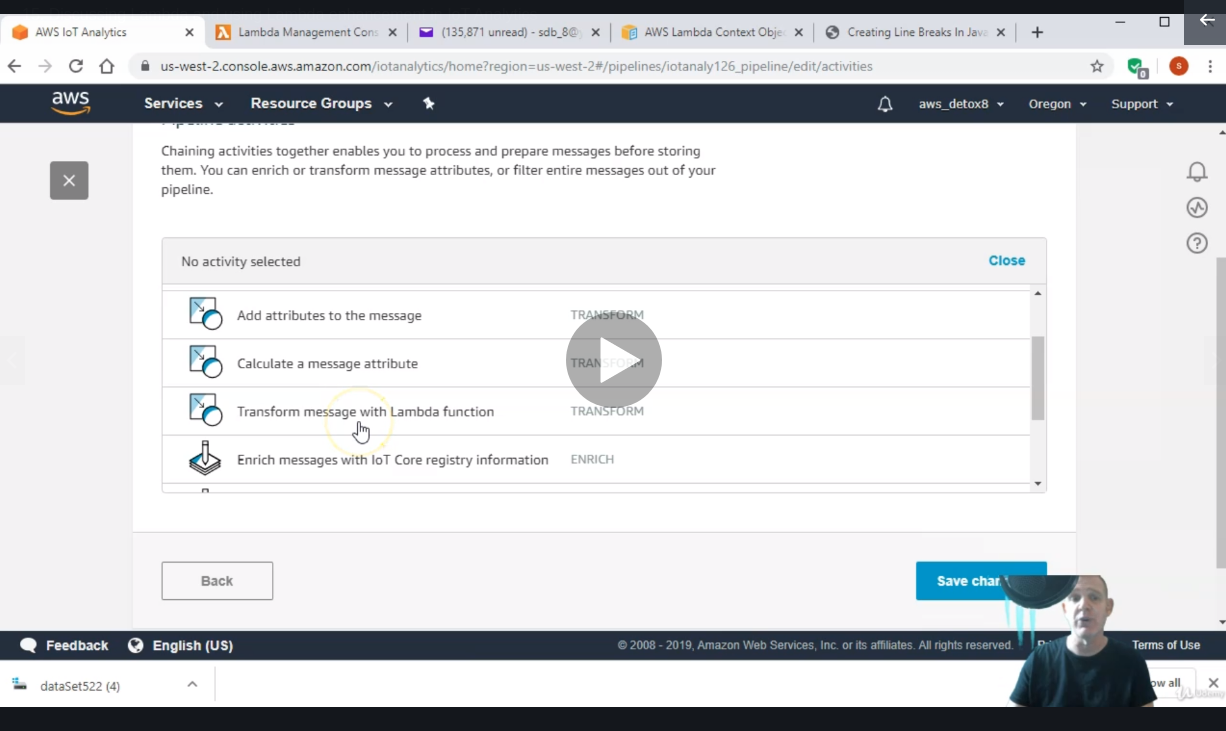 AWS IoT Analytics
Lambda Management Cons
(135,871 unread) - sdb_8@
AWS Lambda Context Obje
Creating Line Breaks In Java
us-west-2.console.aws.amazon.com/iotanalytics/home?region=us-west-2#/pipelines/iotanaly126_pipeline/edit/activities
0
S
aws
Services
Resource Groups
aws_detox8
Oregon
Support
Pipeline activities
Chaining activities together enables you to process and prepare messages before storing
them. You can enrich or transform message attributes, or filter entire messages out of your
pipeline.
No activity selected
Close
Add attributes to the message
TRANSFORM
Calculate a message attribute
TRANSFORM
Transform message with Lambda function
TRANSFORM
Enrich messages with IoT Core registry information
ENRICH
Back
Save chan
Feedback
English (US)
© 2008 - 2019, Amazon Web Services, Inc. or its affiliates. All rights reserved.
Terms of Use
dataSet522 (4)
ow all
Udemy